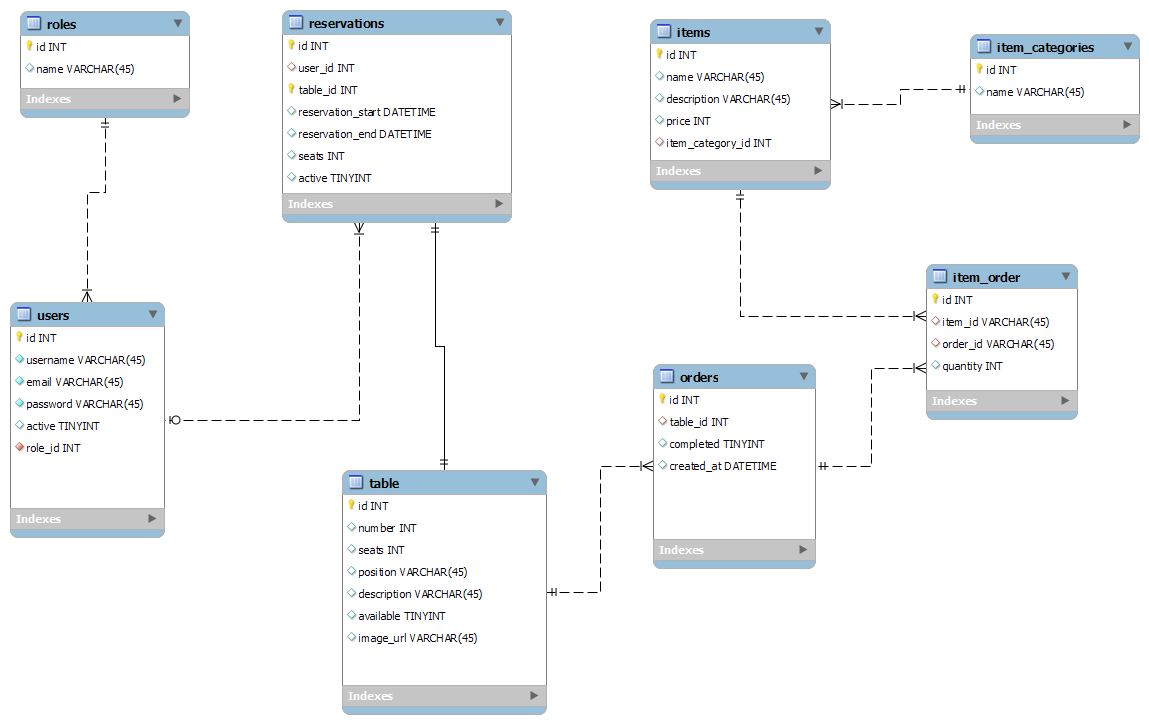 roles
id INT
name VARCHAR(45)
Indexes
reservations
id INT
user_id INT
table_id INT
reservation_start DATETIME
reservation_end DATETIME
seats INT
active TINYINT
Indexes
items
id INT
name VARCHAR(45)
description VARCHAR(45)
price INT
item_category_id INT
Indexes
item_categories
id INT
name VARCHAR(45)
Indexes
users
id INT
username VARCHAR(45)
email VARCHAR(45)
password VARCHAR(45)
active TINYINT
role_id INT
Indexes
table
id INT
number INT
seats INT
position VARCHAR(45)
description VARCHAR(45)
available TINYINT
image_url VARCHAR(45)
Indexes
orders
id INT
table_id INT
completed TINYINT
created_at DATETIME
Indexes
item_order
id INT
item_id VARCHAR(45)
order_id VARCHAR(45)
quantity INT
Indexes